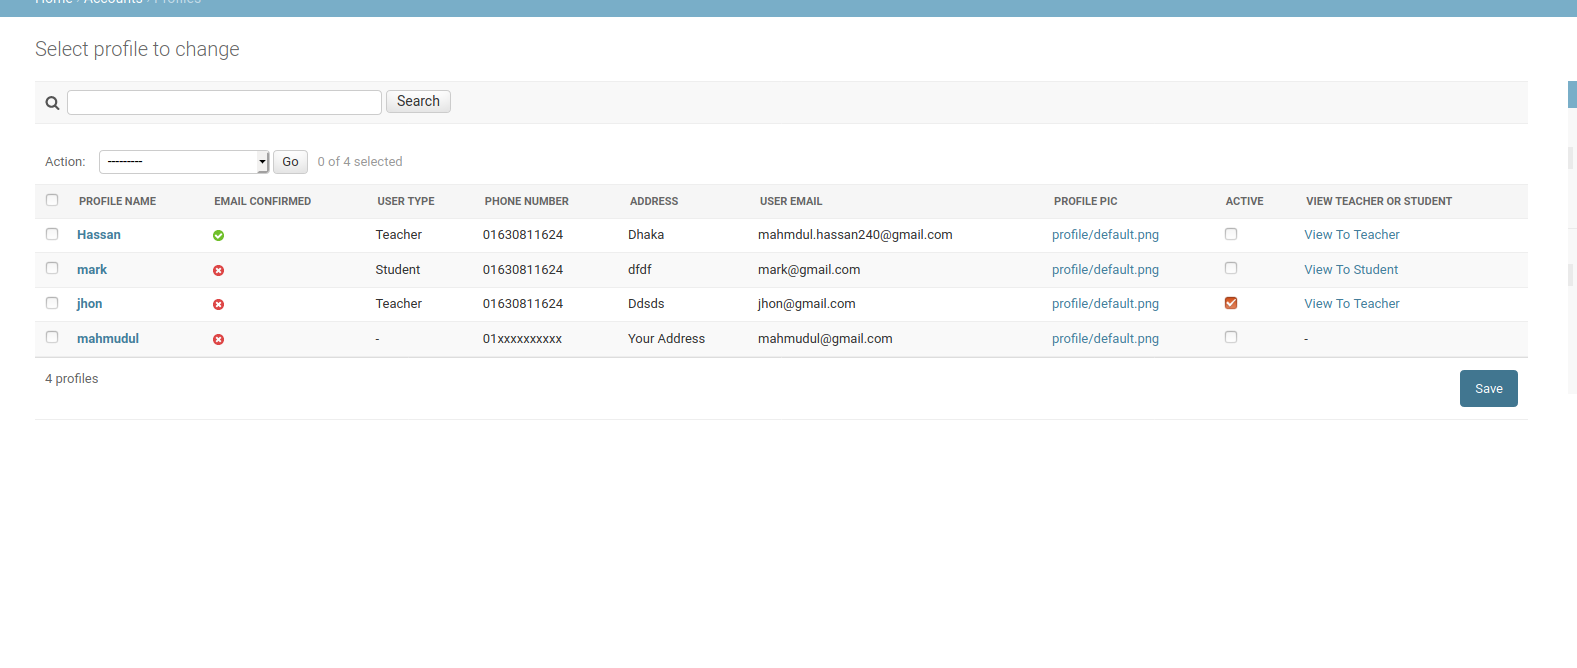 Home › Accounts › Profiles
Select profile to change
Search
Action: --------- Go 0 of 4 selected
PROFILE NAME EMAIL CONFIRMED USER TYPE PHONE NUMBER ADDRESS USER EMAIL PROFILE PIC ACTIVE VIEW TEACHER OR STUDENT
Hassan Teacher 01630811624 Dhaka mahmdul.hassan240@gmail.com profile/default.png View To Teacher
mark Student 01630811624 dfdf mark@gmail.com profile/default.png View To Student
jhon Teacher 01630811624 Ddsds jhon@gmail.com profile/default.png View To Teacher
mahmudul - 01xxxxxxxxxx Your Address mahmudul@gmail.com profile/default.png -
4 profiles
Save